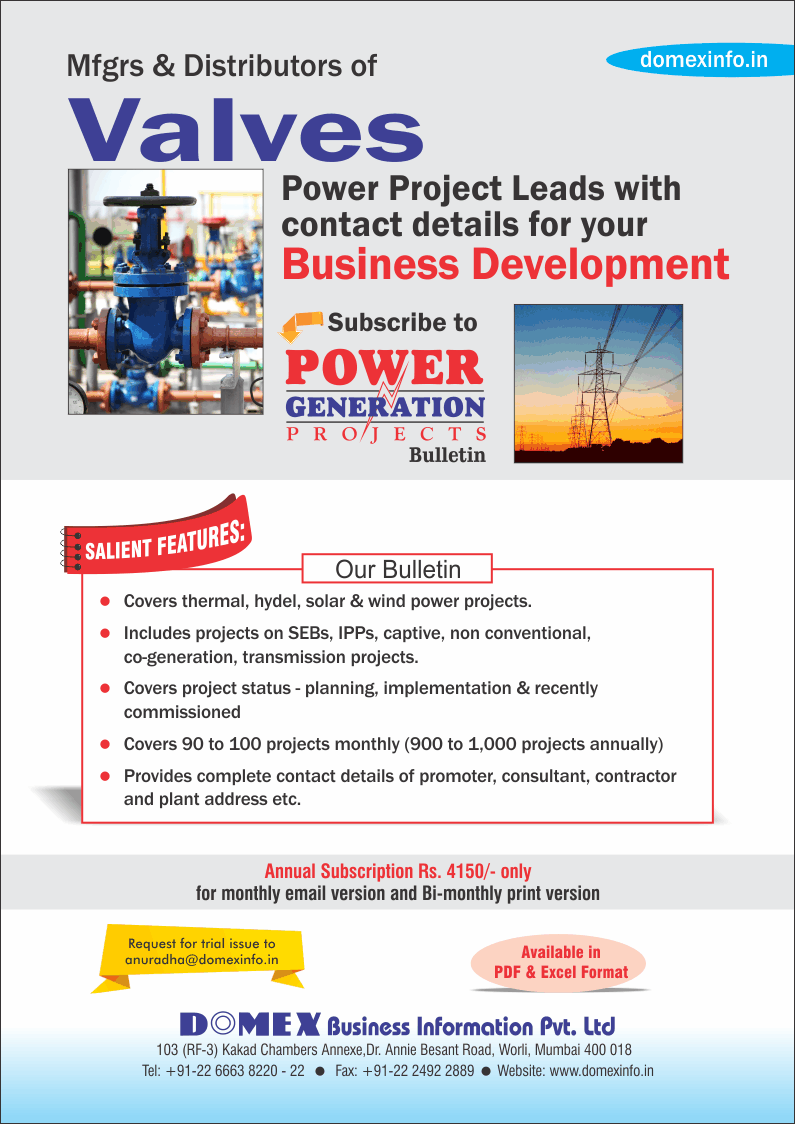 domexinfo.in
Mfgrs & Distributors of
Valves
Power Project Leads with
contact details for your
Business Development
Subscribe to
POWER
GENERATION
PROJECTS
Bulletin
SALIENT FEATURES:
Our Bulletin
● Covers thermal, hydel, solar & wind power projects.
● Includes projects on SEBs, IPPs, captive, non conventional,
co-generation, transmission projects.
● Covers project status - planning, implementation & recently
commissioned
● Covers 90 to 100 projects monthly (900 to 1,000 projects annually)
● Provides complete contact details of promoter, consultant, contractor
and plant address etc.
Annual Subscription Rs. 4150/- only
for monthly email version and Bi-monthly print version
Request for trial issue to
anuradha@domexinfo.in
Available in
PDF & Excel Format
DOMEX Business Information Pvt. Ltd
103 (RF-3) Kakad Chambers Annexe,Dr. Annie Besant Road, Worli, Mumbai 400 018
Tel: +91-22 6663 8220 - 22 ● Fax: +91-22 2492 2889 ● Website: www.domexinfo.in